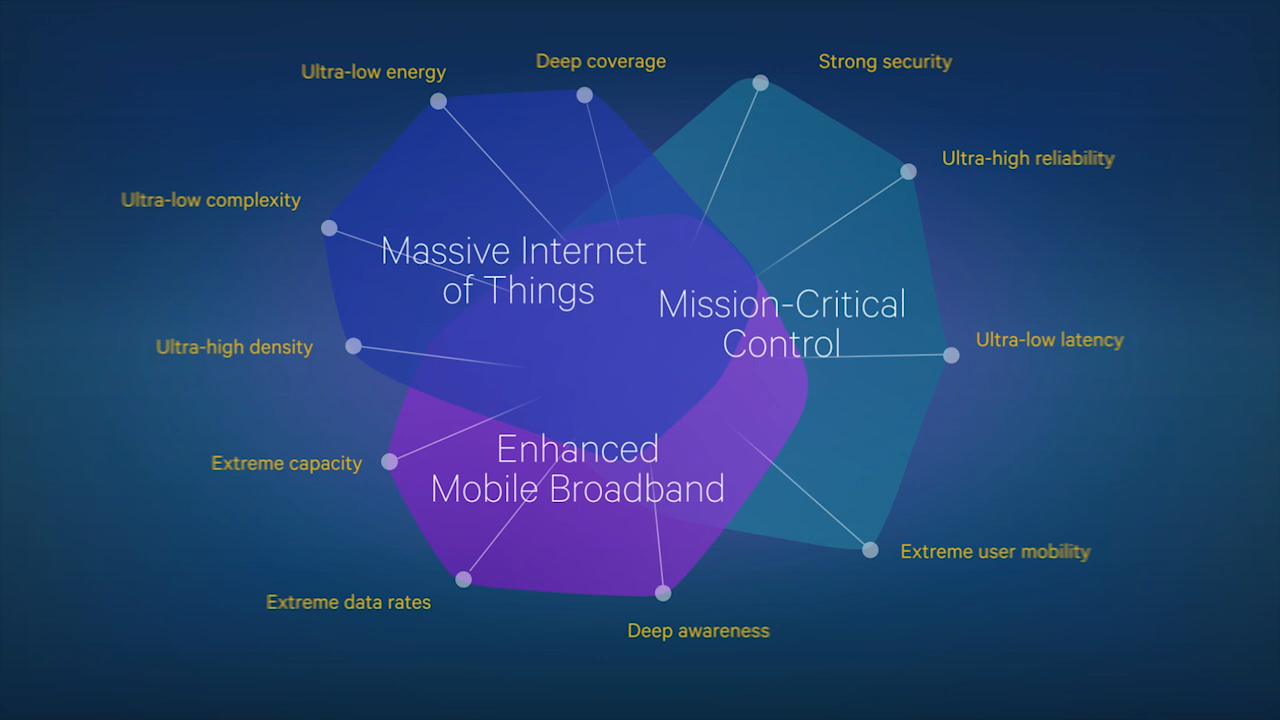 Ultra-low energy
Deep coverage
Strong security
Ultra-high reliability
Ultra-low complexity
Massive Internet
of Things
Mission-Critical
Control
Ultra-high density
Ultra-low latency
Enhanced
Mobile Broadband
Extreme capacity
Extreme user mobility
Extreme data rates
Deep awareness